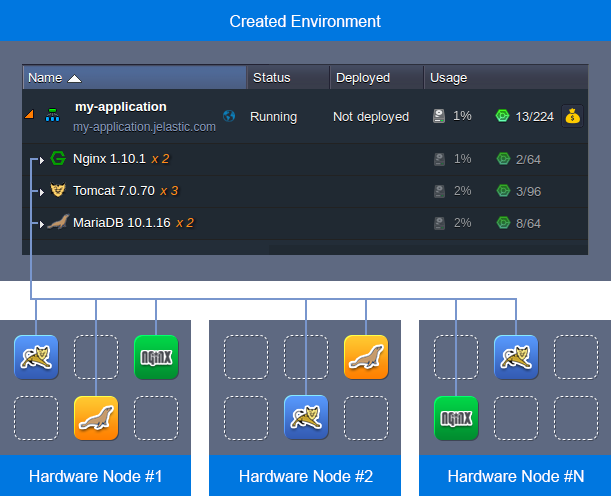 Created Environment
Name Status Deployed Usage
my-application
my-application.jelastic.com Running Not deployed 1% 13/224
Nginx 1.10.1 x 2 1% 2/64
Tomcat 7.0.70 x 3 2% 3/96
MariaDB 10.1.16 x 2 2% 8/64
NGINX
NGINX
Hardware Node #1 Hardware Node #2 Hardware Node #N